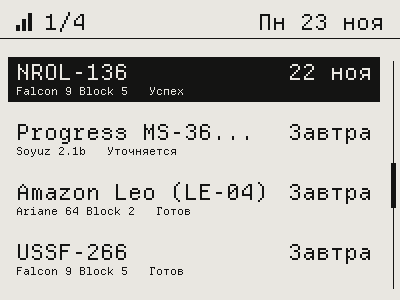 1/4 Пн 23 ноя
NROL-136 22 ноя
Falcon 9 Block 5 Успех
Progress MS-36... Завтра
Soyuz 2.1b Уточняется
Amazon Leo (LE-04) Завтра
Ariane 64 Block 2 Готов
USSF-266 Завтра
Falcon 9 Block 5 Готов